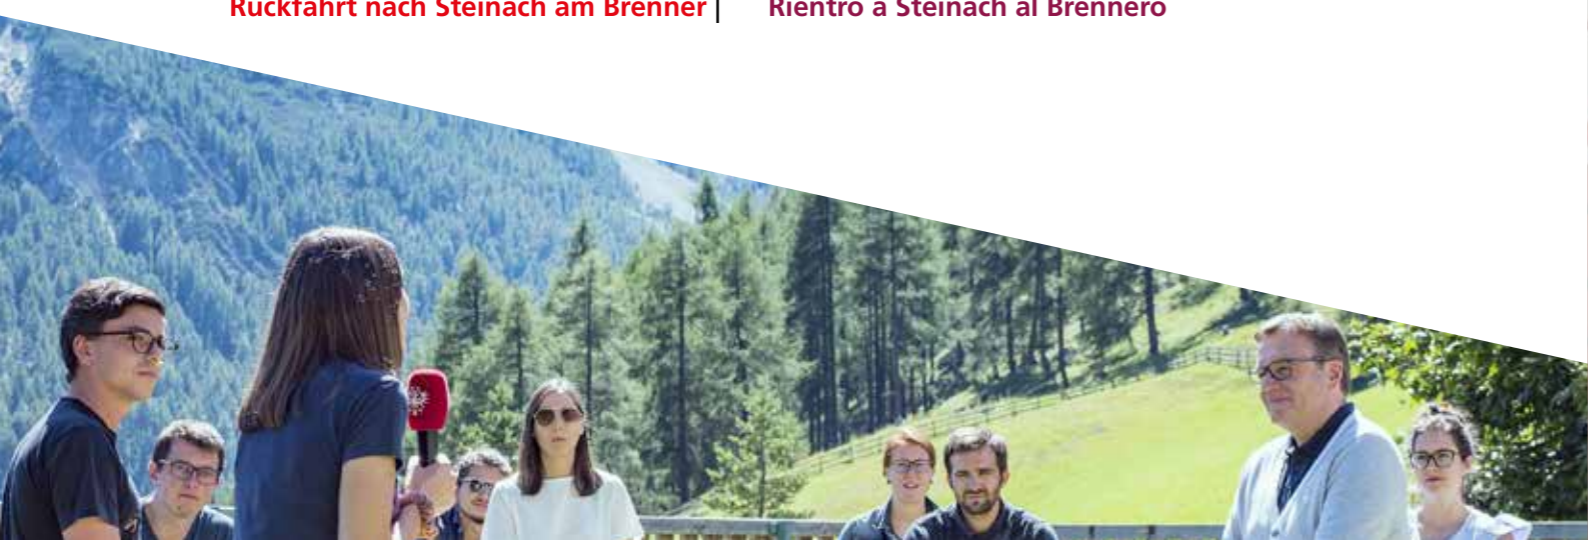 Rückfahrt nach Steinach am Brenner
Rientro a Steinach al Brennero